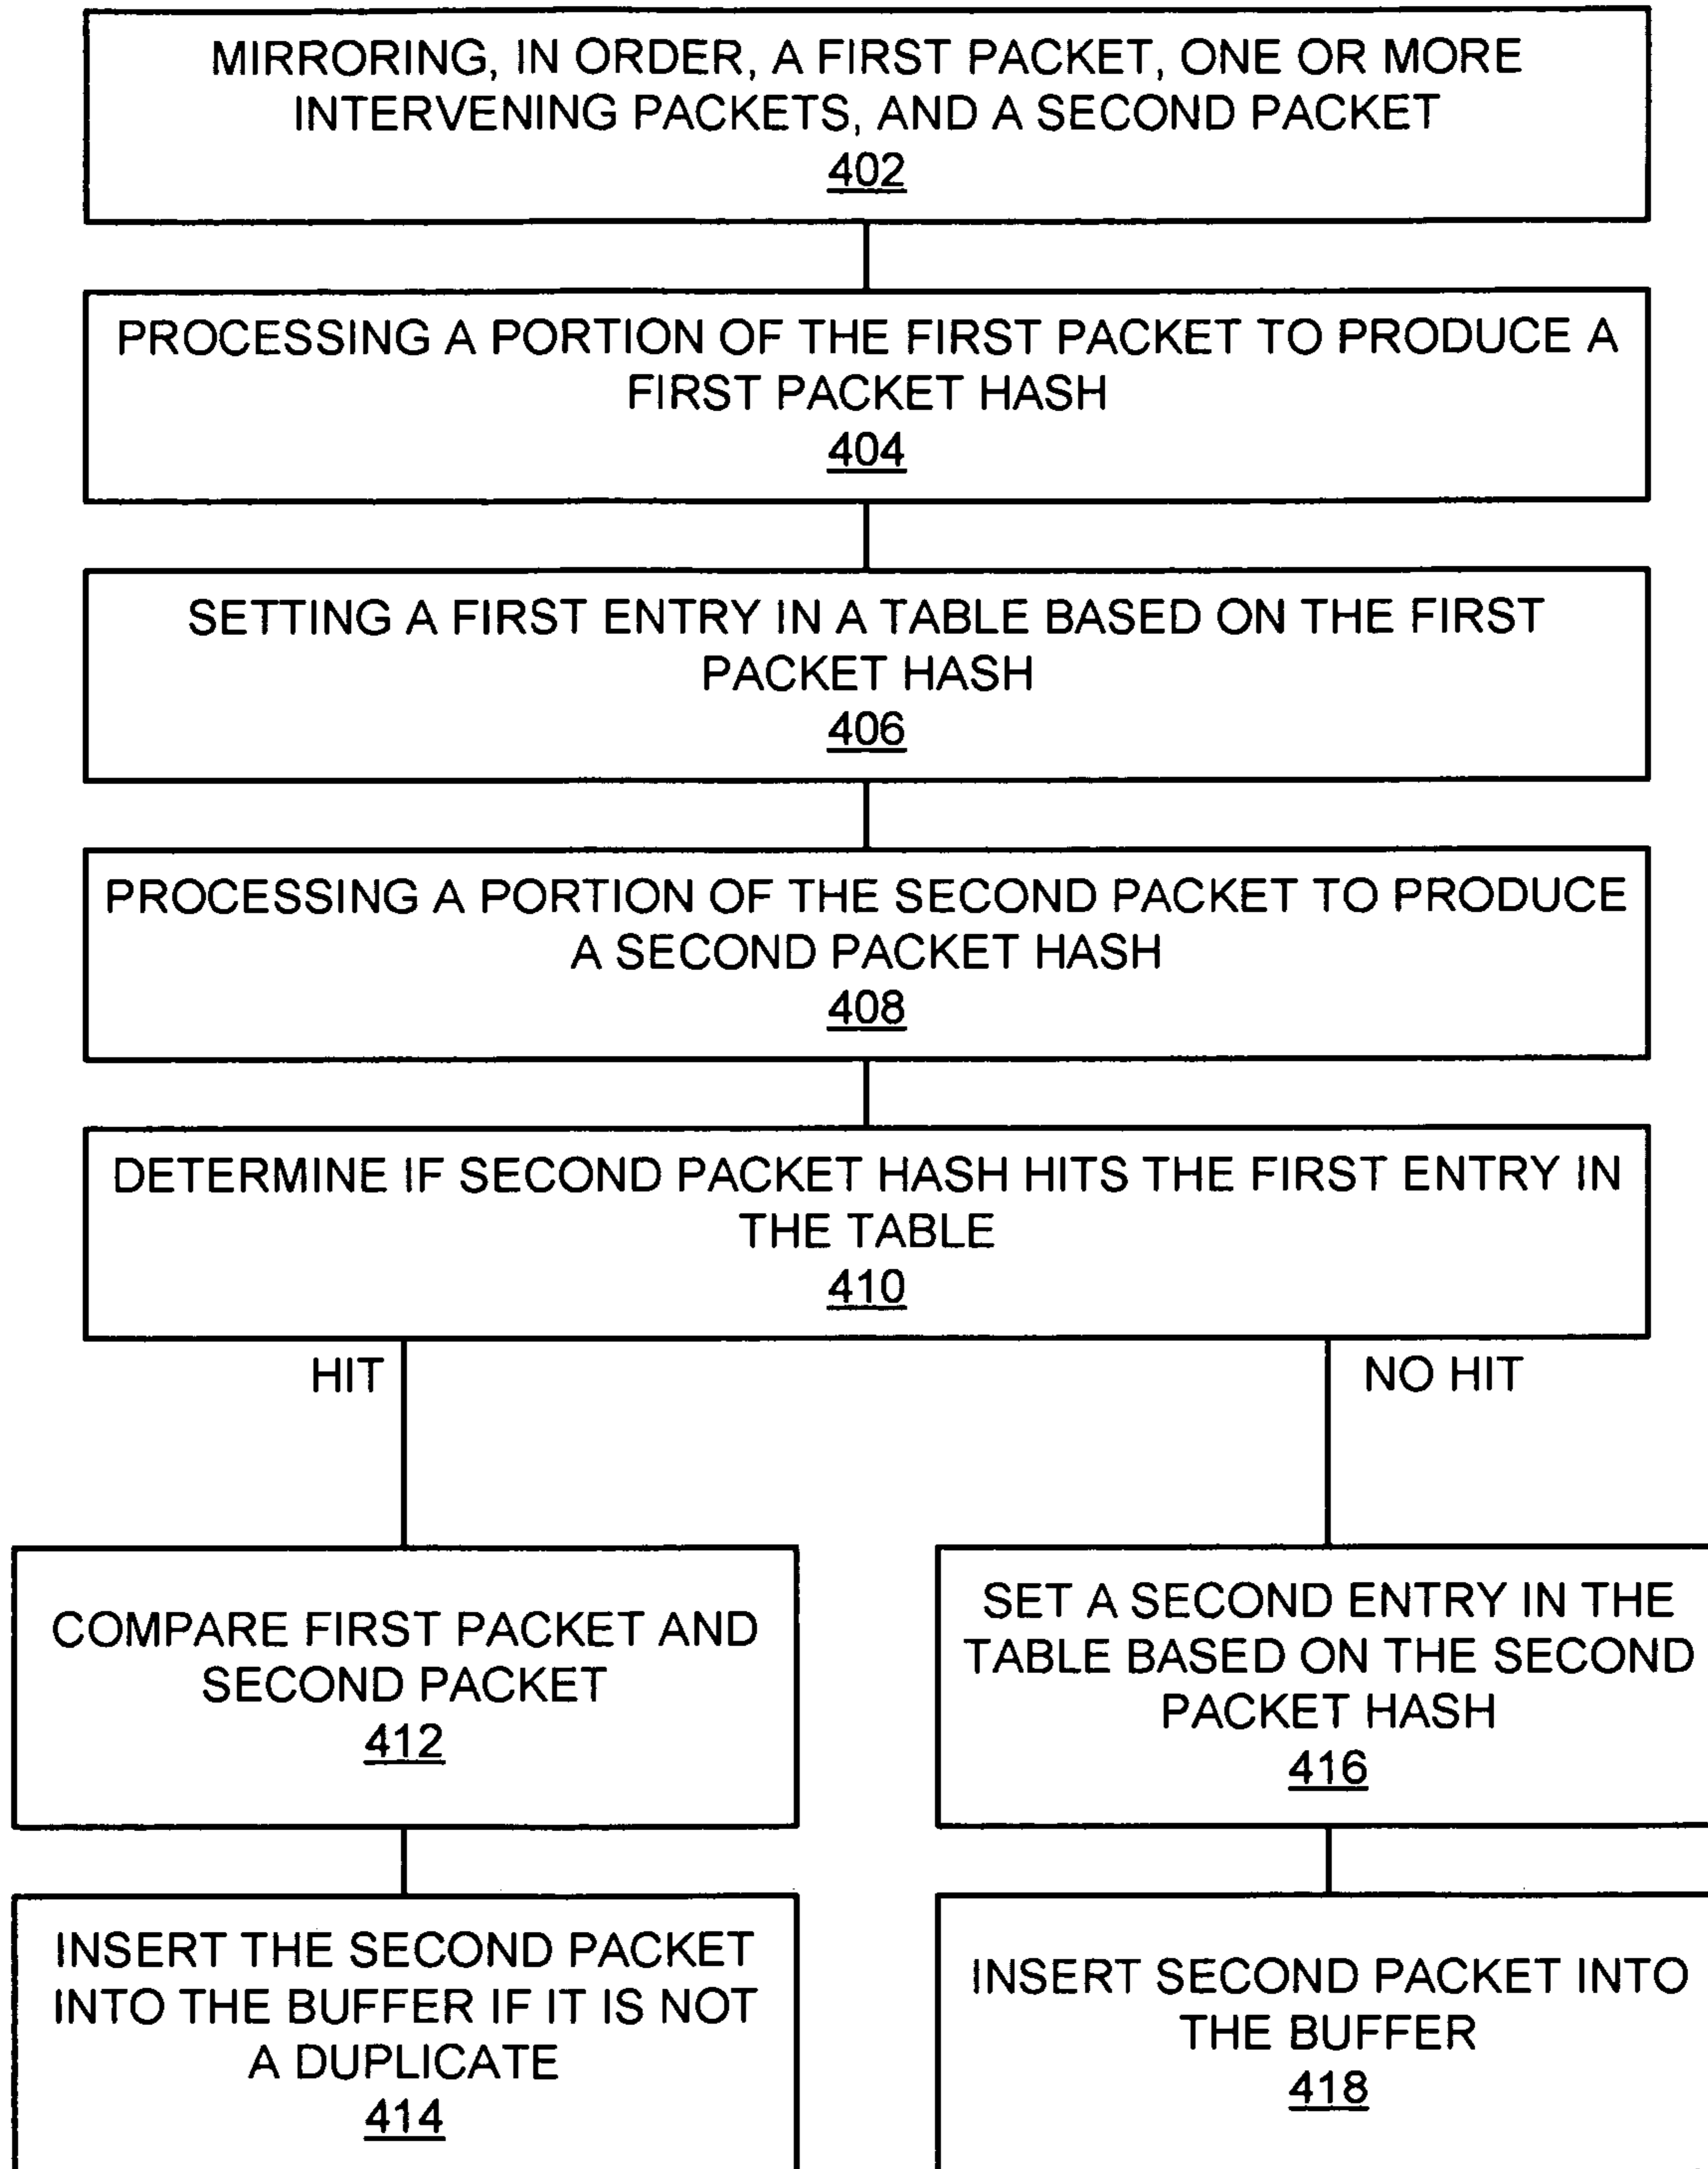 MIRRORING, IN ORDER, A FIRST PACKET, ONE OR MORE
INTERVENING PACKETS, AND A SECOND PACKET
402
PROCESSING A PORTION OF THE FIRST PACKET TO PRODUCE A
FIRST PACKET HASH
404
SETTING A FIRST ENTRY IN A TABLE BASED ON THE FIRST
PACKET HASH
406
PROCESSING A PORTION OF THE SECOND PACKET TO PRODUCE
A SECOND PACKET HASH
408
DETERMINE IF SECOND PACKET HASH HITS THE FIRST ENTRY IN
THE TABLE
410
HIT
NO HIT
COMPARE FIRST PACKET AND
SECOND PACKET
412
SET A SECOND ENTRY IN THE
TABLE BASED ON THE SECOND
PACKET HASH
416
INSERT THE SECOND PACKET
INTO THE BUFFER IF IT IS NOT
A DUPLICATE
414
INSERT SECOND PACKET INTO
THE BUFFER
418